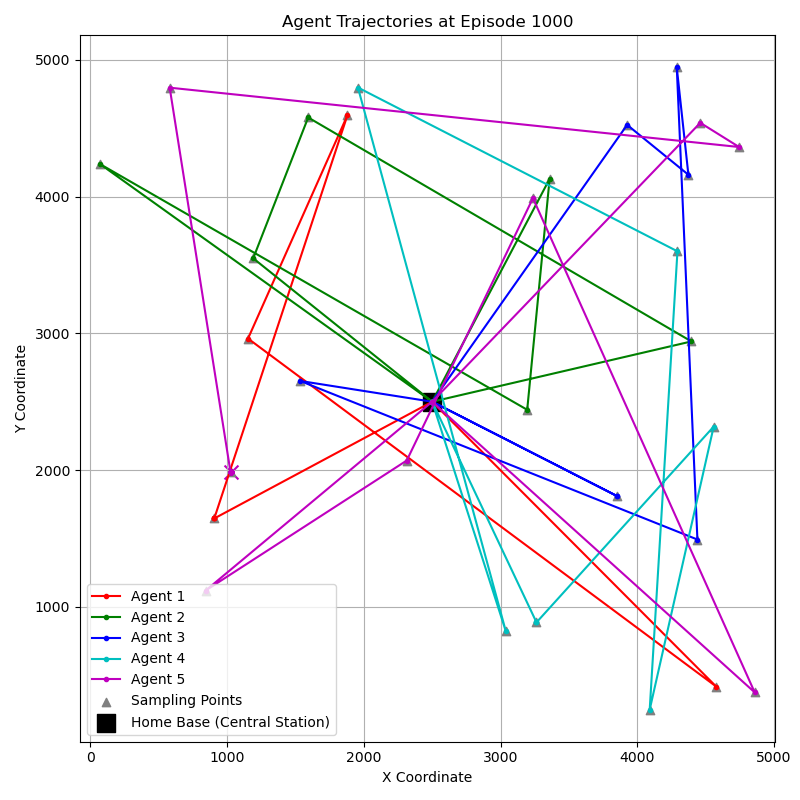 Agent Trajectories at Episode 1000
Y Coordinate
5000
4000
3000
2000
1000
Agent 1
Agent 2
Agent 3
Agent 4
Agent 5
Sampling Points
Home Base (Central Station)
0 1000 2000 3000 4000 5000
X Coordinate